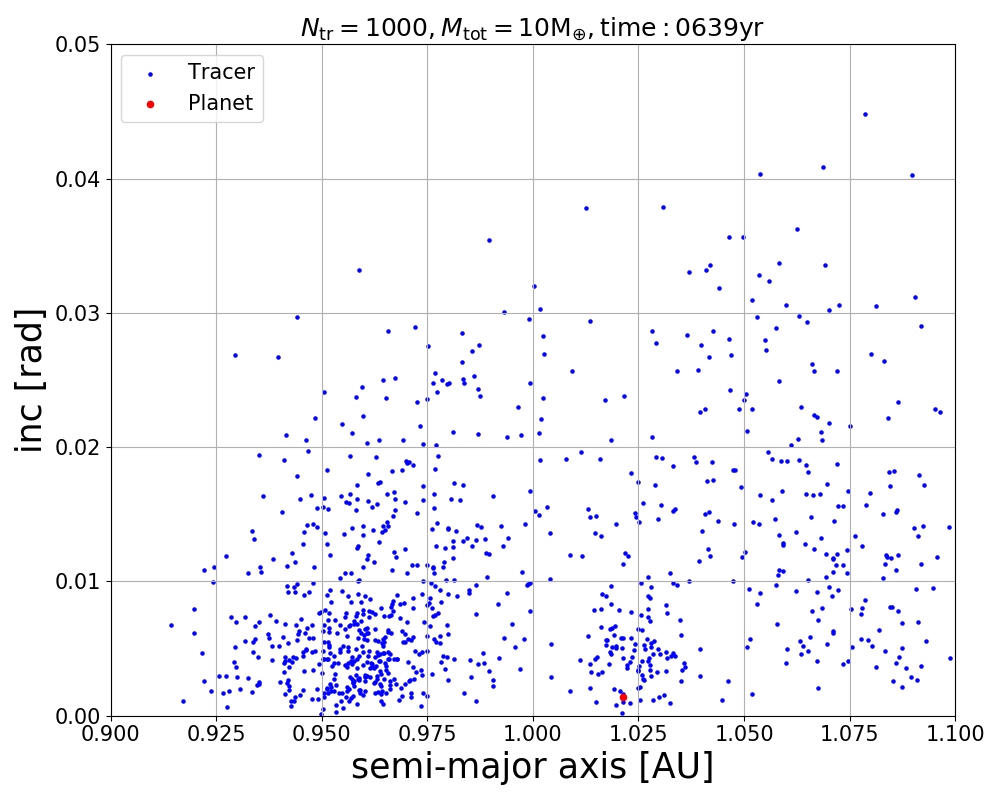 N_tr = 1000, M_tot = 10M_⊕, time : 0639yr
Tracer
Planet
inc [rad]
0.05
0.04
0.03
0.02
0.01
0.00
0.900 0.925 0.950 0.975 1.000 1.025 1.050 1.075 1.100
semi-major axis [AU]